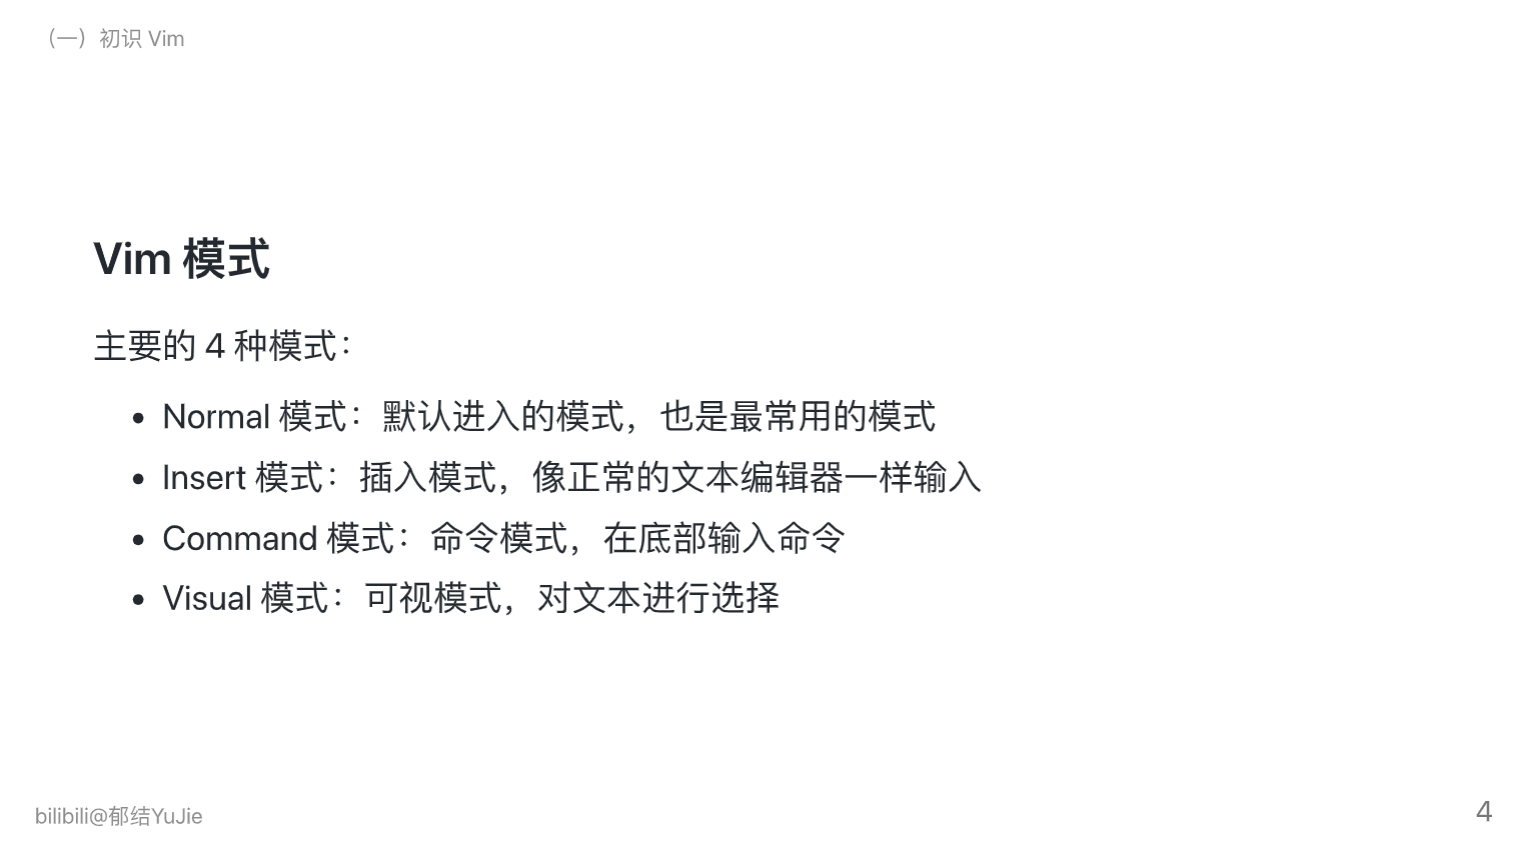 （一）初识 Vim
Vim 模式
主要的 4 种模式：
• Normal 模式：默认进入的模式，也是最常用的模式
• Insert 模式：插入模式，像正常的文本编辑器一样输入
• Command 模式：命令模式，在底部输入命令
• Visual 模式：可视模式，对文本进行选择
bilibili@郁结YuJie
4